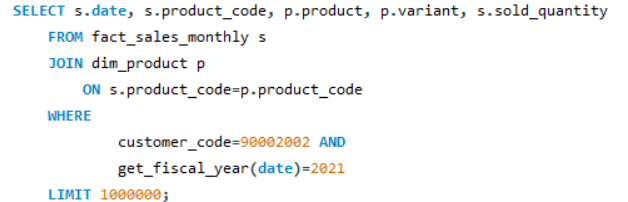 SELECT s.date, s.product_code, p.product, p.variant, s.sold_quantity
FROM fact_sales_monthly s
JOIN dim_product p
ON s.product_code=p.product_code
WHERE
customer_code=90002002 AND
get_fiscal_year(date)=2021
LIMIT 1000000;